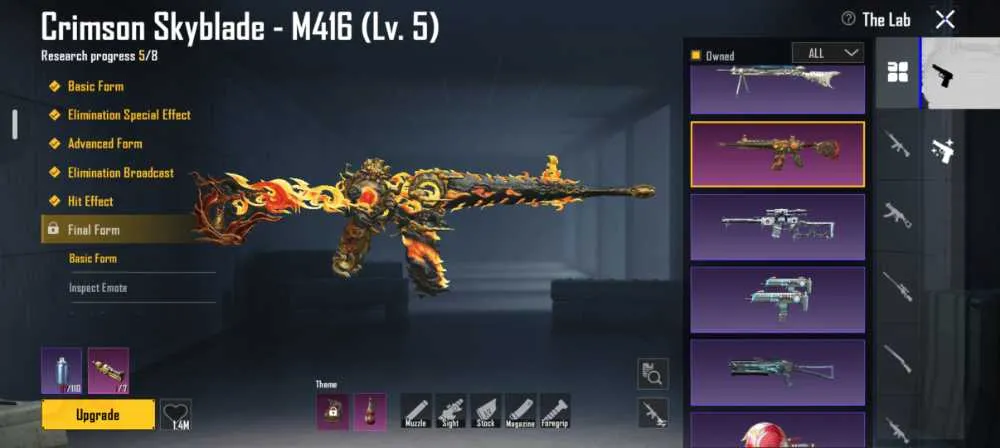 Crimson Skyblade - M416 (Lv. 5)
Research progress 5/8
Basic Form
Elimination Special Effect
Advanced Form
Elimination Broadcast
Hit Effect
Final Form
Basic Form
Inspect Emote
/110
/7
Upgrade
1.4M
Theme
Muzzle
Sight
Stock
Magazine
Foregrip
The Lab
Owned
ALL